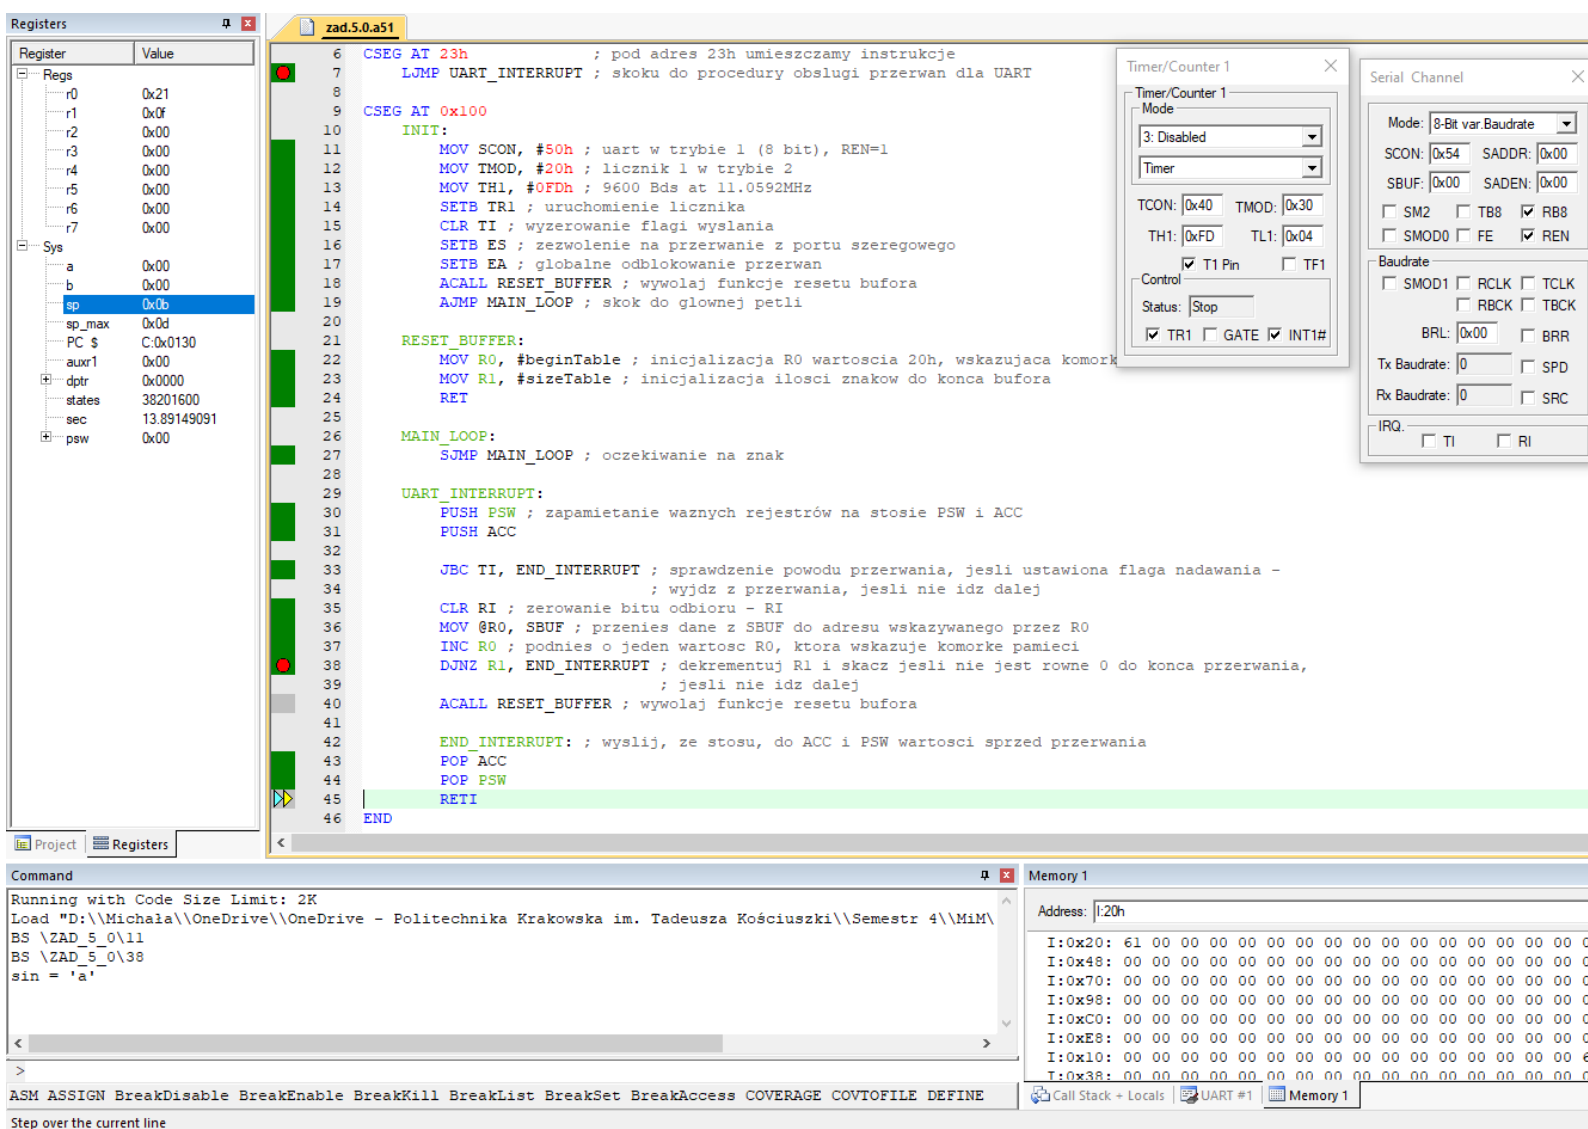 Registers
Register Value
Regs
r0 0x21
r1 0x0f
r2 0x00
r3 0x00
r4 0x00
r5 0x00
r6 0x00
r7 0x00
Sys
a 0x00
b 0x00
sp 0x0b
sp_max 0x0d
PC $ C:0x0130
auxr1 0x00
dptr 0x0000
states 38201600
sec 13.89149091
psw 0x00
Project Registers
zad.5.0.a51
6 CSEG AT 23h ; pod adres 23h umieszczamy instrukcje
7 LJMP UART_INTERRUPT ; skoku do procedury obslugi przerwan dla UART
8
9 CSEG AT 0x100
10 INIT:
11 MOV SCON, #50h ; uart w trybie 1 (8 bit), REN=1
12 MOV TMOD, #20h ; licznik 1 w trybie 2
13 MOV TH1, #0FDh ; 9600 Bds at 11.0592MHz
14 SETB TR1 ; uruchomienie licznika
15 CLR TI ; wyzerowanie flagi wyslania
16 SETB ES ; zezwolenie na przerwanie z portu szeregowego
17 SETB EA ; globalne odblokowanie przerwan
18 ACALL RESET_BUFFER ; wywolaj funkcje resetu bufora
19 AJMP MAIN_LOOP ; skok do glownej petli
20
21 RESET_BUFFER:
22 MOV R0, #beginTable ; inicjalizacja R0 wartoscia 20h, wskazujaca komork
23 MOV R1, #sizeTable ; inicjalizacja ilosci znakow do konca bufora
24 RET
25
26 MAIN_LOOP:
27 SJMP MAIN_LOOP ; oczekiwanie na znak
28
29 UART_INTERRUPT:
30 PUSH PSW ; zapamietanie waznych rejestrów na stosie PSW i ACC
31 PUSH ACC
32
33 JBC TI, END_INTERRUPT ; sprawdzenie powodu przerwania, jesli ustawiona flaga nadawania -
34 ; wyjdz z przerwania, jesli nie idz dalej
35 CLR RI ; zerowanie bitu odbioru - RI
36 MOV @R0, SBUF ; przenies dane z SBUF do adresu wskazywanego przez R0
37 INC R0 ; podnies o jeden wartosc R0, ktora wskazuje komorke pamieci
38 DJNZ R1, END_INTERRUPT ; dekrementuj R1 i skacz jesli nie jest rowne 0 do konca przerwania,
39 ; jesli nie idz dalej
40 ACALL RESET_BUFFER ; wywolaj funkcje resetu bufora
41
42 END_INTERRUPT: ; wyslij, ze stosu, do ACC i PSW wartosci sprzed przerwania
43 POP ACC
44 POP PSW
45 RETI
46 END
Timer/Counter 1
Timer/Counter 1
Mode
3: Disabled
Timer
TCON: 0x40 TMOD: 0x30
TH1: 0xFD TL1: 0x04
T1 Pin TF1
Control
Status: Stop
TR1 GATE INT1#
Serial Channel
Mode: 8-Bit var.Baudrate
SCON: 0x54 SADDR: 0x00
SBUF: 0x00 SADEN: 0x00
SM2 TB8 RB8
SMOD0 FE REN
Baudrate
SMOD1 RCLK TCLK
RBCK TBCK
BRL: 0x00 BRR
Tx Baudrate: 0 SPD
Rx Baudrate: 0 SRC
IRQ.
TI RI
Command
Running with Code Size Limit: 2K
Load "D:\\Michala\\OneDrive\\OneDrive - Politechnika Krakowska im. Tadeusza Kościuszki\\Semestr 4\\MiM\
BS \ZAD_5_0\11
BS \ZAD_5_0\38
sin = 'a'
>
ASM ASSIGN BreakDisable BreakEnable BreakKill BreakList BreakSet BreakAccess COVERAGE COVTOFILE DEFINE
Memory 1
Address: I:20h
I:0x20: 61 00 00 00 00 00 00 00 00 00 00 00 00 00 00 00 0
I:0x48: 00 00 00 00 00 00 00 00 00 00 00 00 00 00 00 00 0
I:0x70: 00 00 00 00 00 00 00 00 00 00 00 00 00 00 00 00 0
I:0x98: 00 00 00 00 00 00 00 00 00 00 00 00 00 00 00 00 0
I:0xC0: 00 00 00 00 00 00 00 00 00 00 00 00 00 00 00 00 0
I:0xE8: 00 00 00 00 00 00 00 00 00 00 00 00 00 00 00 00 0
I:0x10: 00 00 00 00 00 00 00 00 00 00 00 00 00 00 00 00 6
I:0x38: 00 00 00 00 00 00 00 00 00 00 00 00 00 00 00 00 0
Call Stack + Locals UART #1 Memory 1
Step over the current line